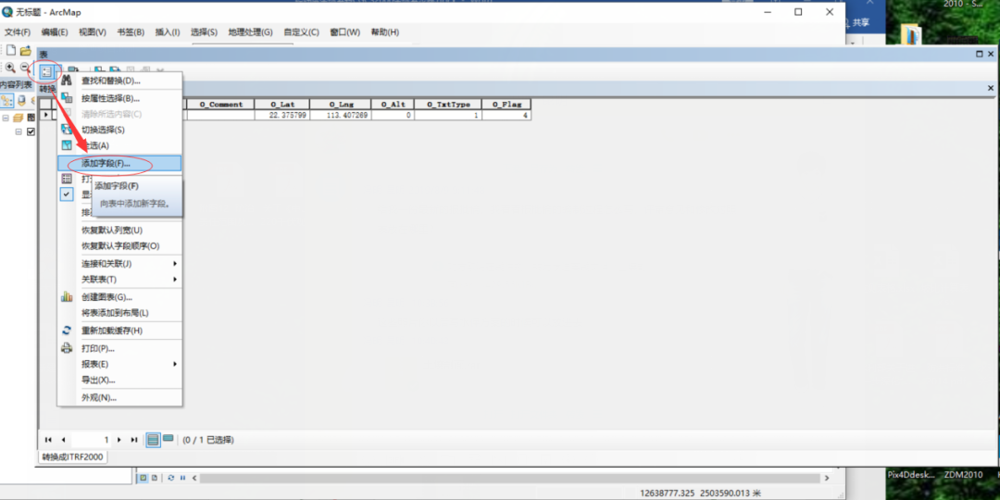 无标题 - ArcMap
文件(F) 编辑(E) 视图(V) 书签(B) 插入(I) 选择(S) 地理处理(G) 自定义(C) 窗口(W) 帮助(H)
共享
2010 - S...
表
内容列表
转换
O_Comment O_Lat O_Lng O_Alt O_TxtType O_Flag
22.375799 113.407269 0 1 4
查找和替换(D)...
按属性选择(B)...
清除所选内容(C)
切换选择(S)
全选(A)
添加字段(F)...
打
显
排
添加字段(F)
向表中添加新字段。
恢复默认列宽(U)
恢复默认字段顺序(O)
连接和关联(J)
关联表(T)
创建图表(G)...
将表添加到布局(L)
重新加载缓存(H)
打印(P)...
报表(E)
导出(X)...
外观(N)...
1
(0 / 1 已选择)
转换成ITRF2000
Pix4Ddesk... ZDM2010
12638777.325 2503590.013 米